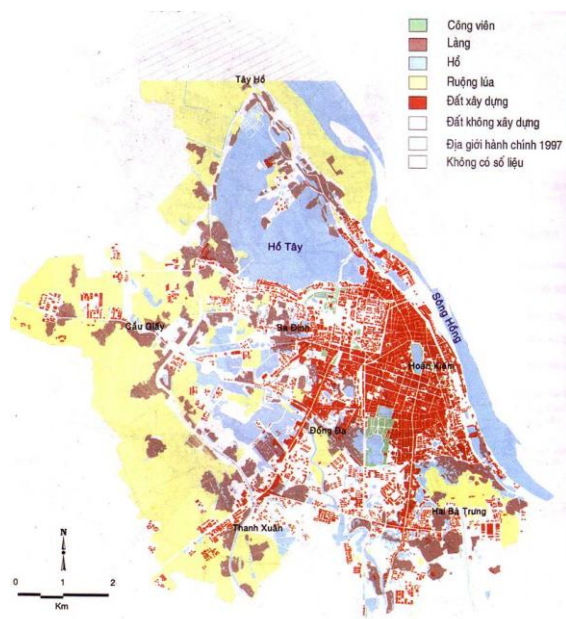 Công viên
Làng
Hồ
Ruộng lúa
Đất xây dựng
Đất không xây dựng
Địa giới hành chính 1997
Không có số liệu
Tây Hồ
Hồ Tây
Sông Hồng
Cầu Giấy
Ba Đình
Hoàn Kiếm
Đống Đa
Hai Bà Trưng
Thanh Xuân
N
0 1 2
Km